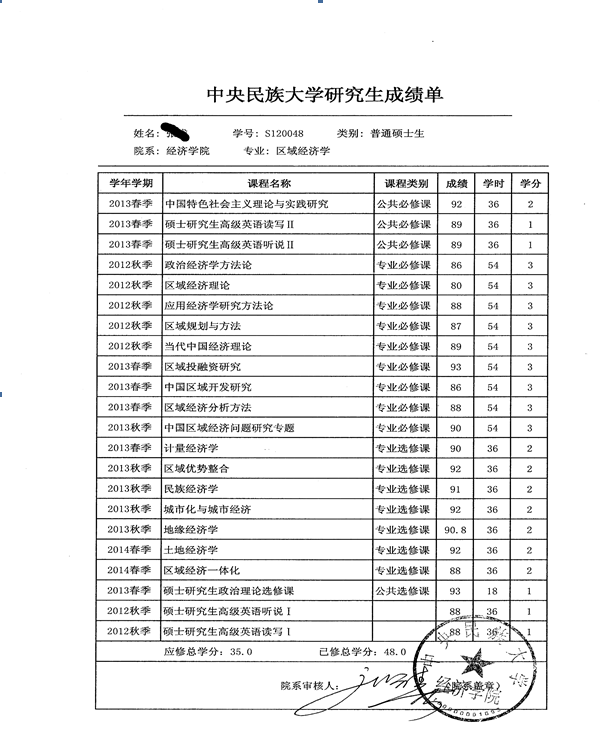 中央民族大学研究生成绩单
姓名: 学号: S120048 类别: 普通硕士生
院系: 经济学院 专业: 区域经济学
学年学期 课程名称 课程类别 成绩 学时 学分
2013春季 中国特色社会主义理论与实践研究 公共必修课 92 36 2
2013春季 硕士研究生高级英语读写Ⅱ 公共必修课 89 36 1
2013春季 硕士研究生高级英语听说Ⅱ 公共必修课 89 36 1
2012秋季 政治经济学方法论 专业必修课 86 54 3
2012秋季 区域经济理论 专业必修课 80 54 3
2012秋季 应用经济学研究方法论 专业必修课 88 54 3
2012秋季 区域规划与方法 专业必修课 87 54 3
2012秋季 当代中国经济理论 专业必修课 89 54 3
2013春季 区域投融资研究 专业必修课 93 54 3
2013春季 中国区域开发研究 专业必修课 86 54 3
2013春季 区域经济分析方法 专业必修课 88 54 3
2013秋季 中国区域经济问题研究专题 专业必修课 90 54 3
2013春季 计量经济学 专业选修课 90 36 2
2013秋季 区域优势整合 专业选修课 92 36 2
2013秋季 民族经济学 专业选修课 91 36 2
2013秋季 城市化与城市经济 专业选修课 92 36 2
2013秋季 地缘经济学 专业选修课 90.8 36 2
2014春季 土地经济学 专业选修课 92 36 2
2014春季 区域经济一体化 专业选修课 88 36 2
2013春季 硕士研究生政治理论选修课 公共选修课 93 18 1
2012秋季 硕士研究生高级英语听说Ⅰ 88 36 1
2012秋季 硕士研究生高级英语读写Ⅰ 88 36 1
应修总学分: 35.0 已修总学分: 48.0
院系审核人: (院系盖章)
中央民族大学
经济学院